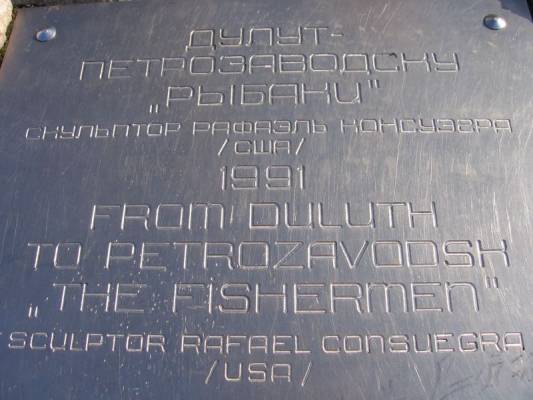 ДУЛУТ-
ПЕТРОЗАВОДСКУ
„РЫБАКИ"
СКУЛЬПТОР РАФАЭЛЬ КОНСУЭГРА
/США/
1991
FROM DULUTH
TO PETROZAVODSK
„THE FISHERMEN"
SCULPTOR RAFAEL CONSUEGRA
/USA/